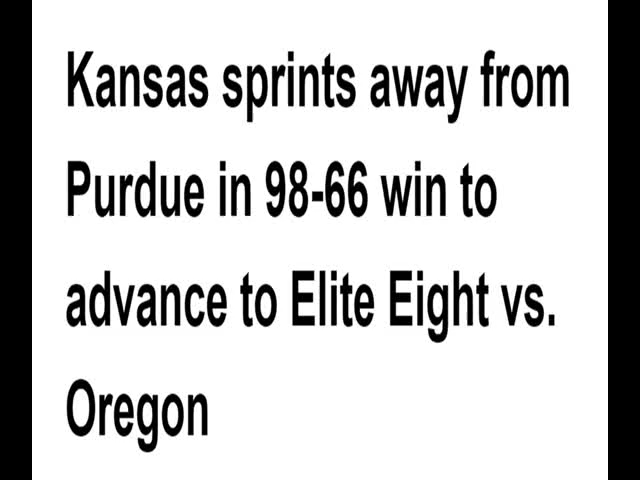 Kansas sprints away from
Purdue in 98-66 win to
advance to Elite Eight vs.
Oregon